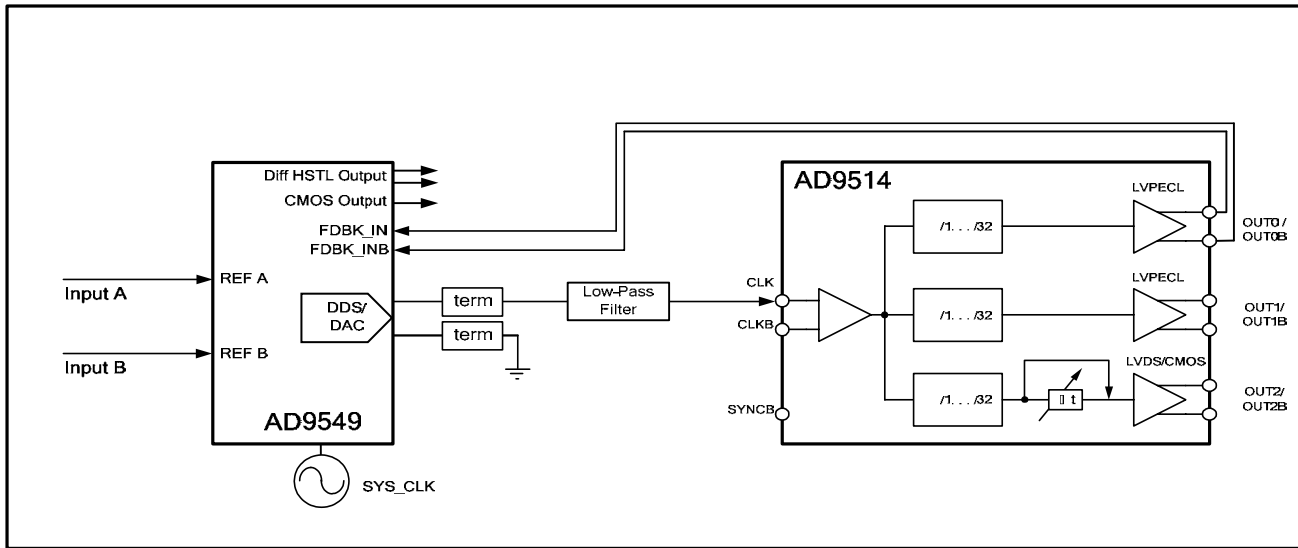 Diff HSTL Output
CMOS Output
FDBK_IN
FDBK_INB
REF A
Input A
DDS/
DAC
REF B
Input B
AD9549
SYS_CLK
term
term
Low-Pass
Filter
AD9514
CLK
CLKB
SYNCB
/1. . . /32
/1. . . /32
/1. . . /32
t
LVPECL
OUT0/
OUT0B
LVPECL
OUT1/
OUT1B
LVDS/CMOS
OUT2/
OUT2B